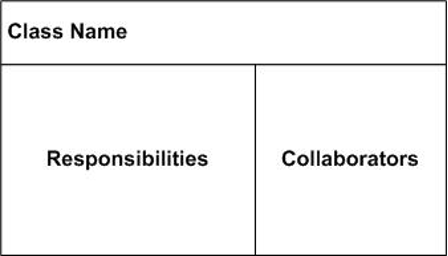 Class Name
Responsibilities
Collaborators